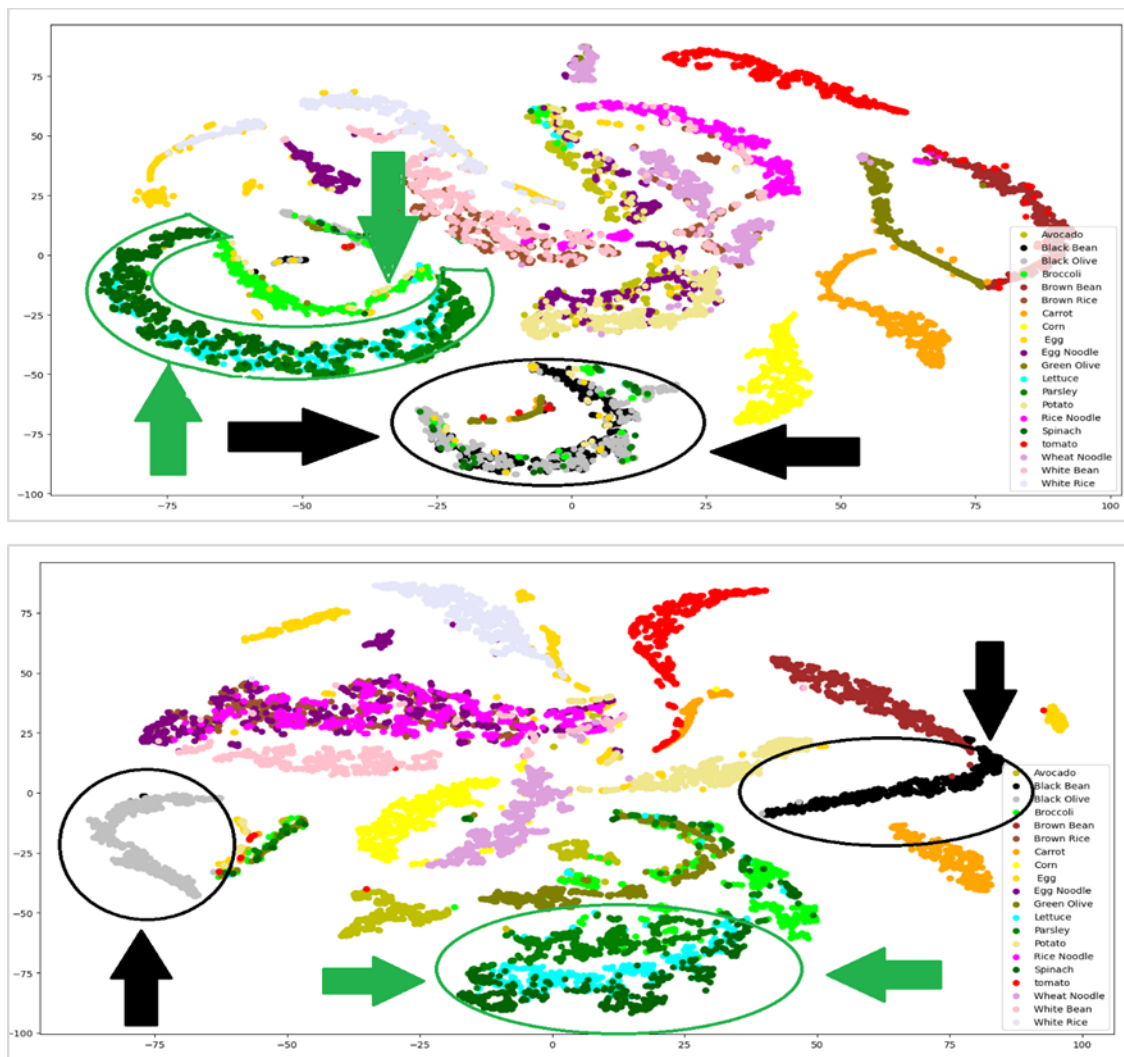 75
50
25
0
−25
−50
−75
−100
−75
−50
−25
0
25
50
75
100
Avocado
Black Bean
Black Olive
Broccoli
Brown Bean
Brown Rice
Carrot
Corn
Egg
Egg Noodle
Green Olive
Lettuce
Parsley
Potato
Rice Noodle
Spinach
tomato
Wheat Noodle
White Bean
White Rice
75
50
25
0
−25
−50
−75
−100
−75
−50
−25
0
25
50
75
100
Avocado
Black Bean
Black Olive
Broccoli
Brown Bean
Brown Rice
Carrot
Corn
Egg
Egg Noodle
Green Olive
Lettuce
Parsley
Potato
Rice Noodle
Spinach
tomato
Wheat Noodle
White Bean
White Rice